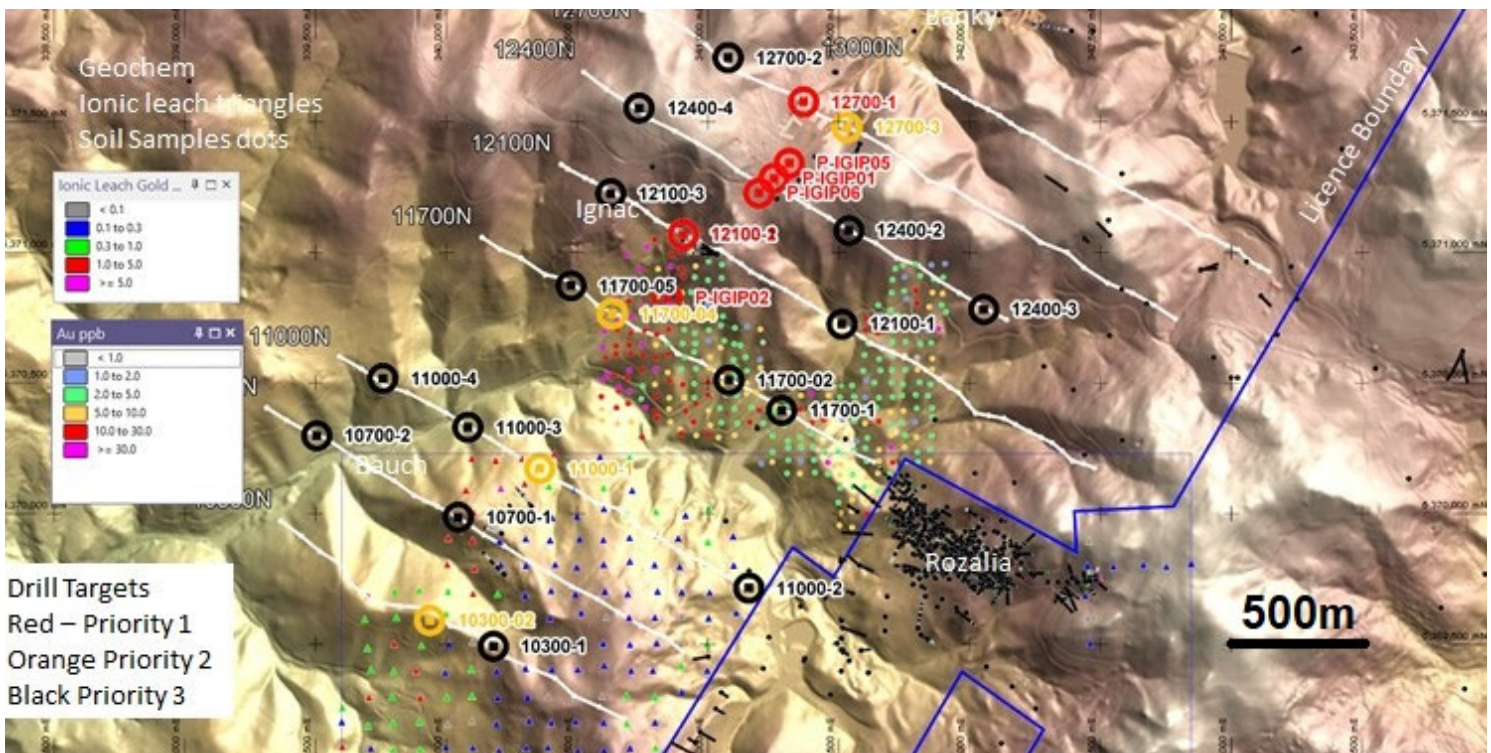 12700N
Banky
12400N
13000N
12700-2
Geochem
Ionic leach triangles
Soil Samples dots
12400-4
12700-1
12700-3
12100N
P-IGIP05
P-IGIP01
P-IGIP06
Ionic Leach Gold ...
< 0.1
0.1 to 0.3
0.3 to 1.0
1.0 to 5.0
>= 5.0
12100-3
Ignac
11700N
12400-2
Licence Boundary
11700-05
P-IGIP02
11700-04
12400-3
12100-1
Au ppb
< 1.0
1.0 to 2.0
2.0 to 5.0
5.0 to 10.0
10.0 to 30.0
>= 30.0
11000N
11000-4
11700-02
11700-1
10700-2
11000-3
Bauch
11000-1
10700-1
Rozalia
11000-2
Drill Targets
Red – Priority 1
Orange Priority 2
Black Priority 3
10300-02
10300-1
500m